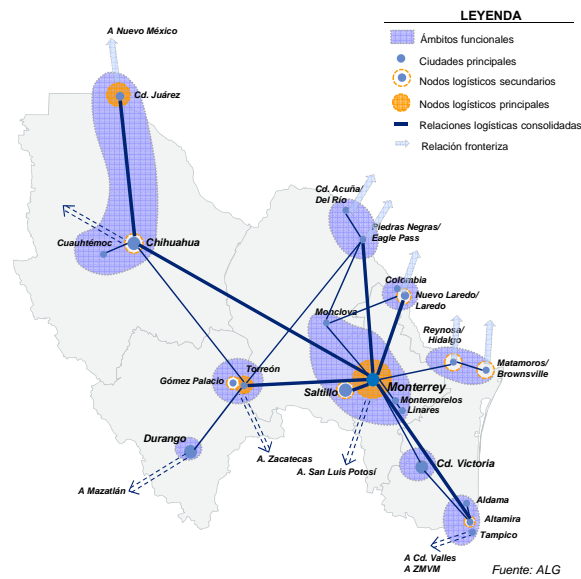 LEYENDA
Ámbitos funcionales
Ciudades principales
Nodos logísticos secundarios
Nodos logísticos principales
Relaciones logísticas consolidadas
Relación fronteriza
A Nuevo México
Cd. Juárez
Cd. Acuña/
Del Río
Piedras Negras/
Eagle Pass
Cuauhtémoc
Chihuahua
Colombia
Nuevo Laredo/
Laredo
Monclova
Reynosa/
Hidalgo
Matamoros/
Brownsville
Torreón
Gómez Palacio
Saltillo
Monterrey
Montemorelos
Linares
Durango
A. Zacatecas
A. San Luis Potosí
Cd. Victoria
A Mazatlán
Aldama
Altamira
Tampico
A Cd. Valles
A ZMVM
Fuente: ALG